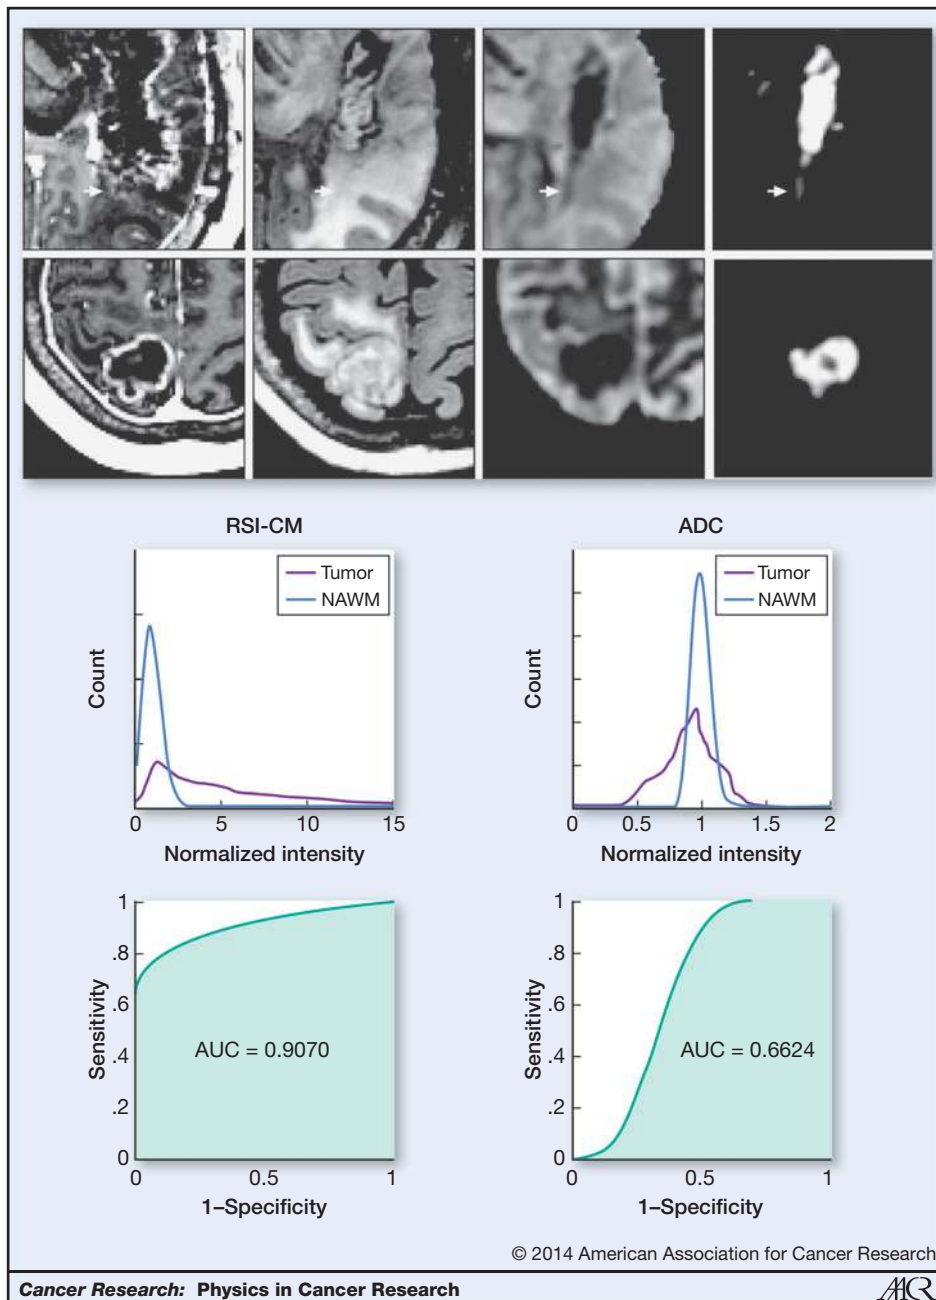 RSI-CM
Tumor
NAWM
Count
0 5 10 15
Normalized intensity
ADC
Tumor
NAWM
Count
0 0.5 1 1.5 2
Normalized intensity
1
.8
.6
.4
.2
0
Sensitivity
AUC = 0.9070
0 0.5 1
1–Specificity
1
.8
.6
.4
.2
0
Sensitivity
AUC = 0.6624
0 0.5 1
1–Specificity
© 2014 American Association for Cancer Research
Cancer Research: Physics in Cancer Research
AACR